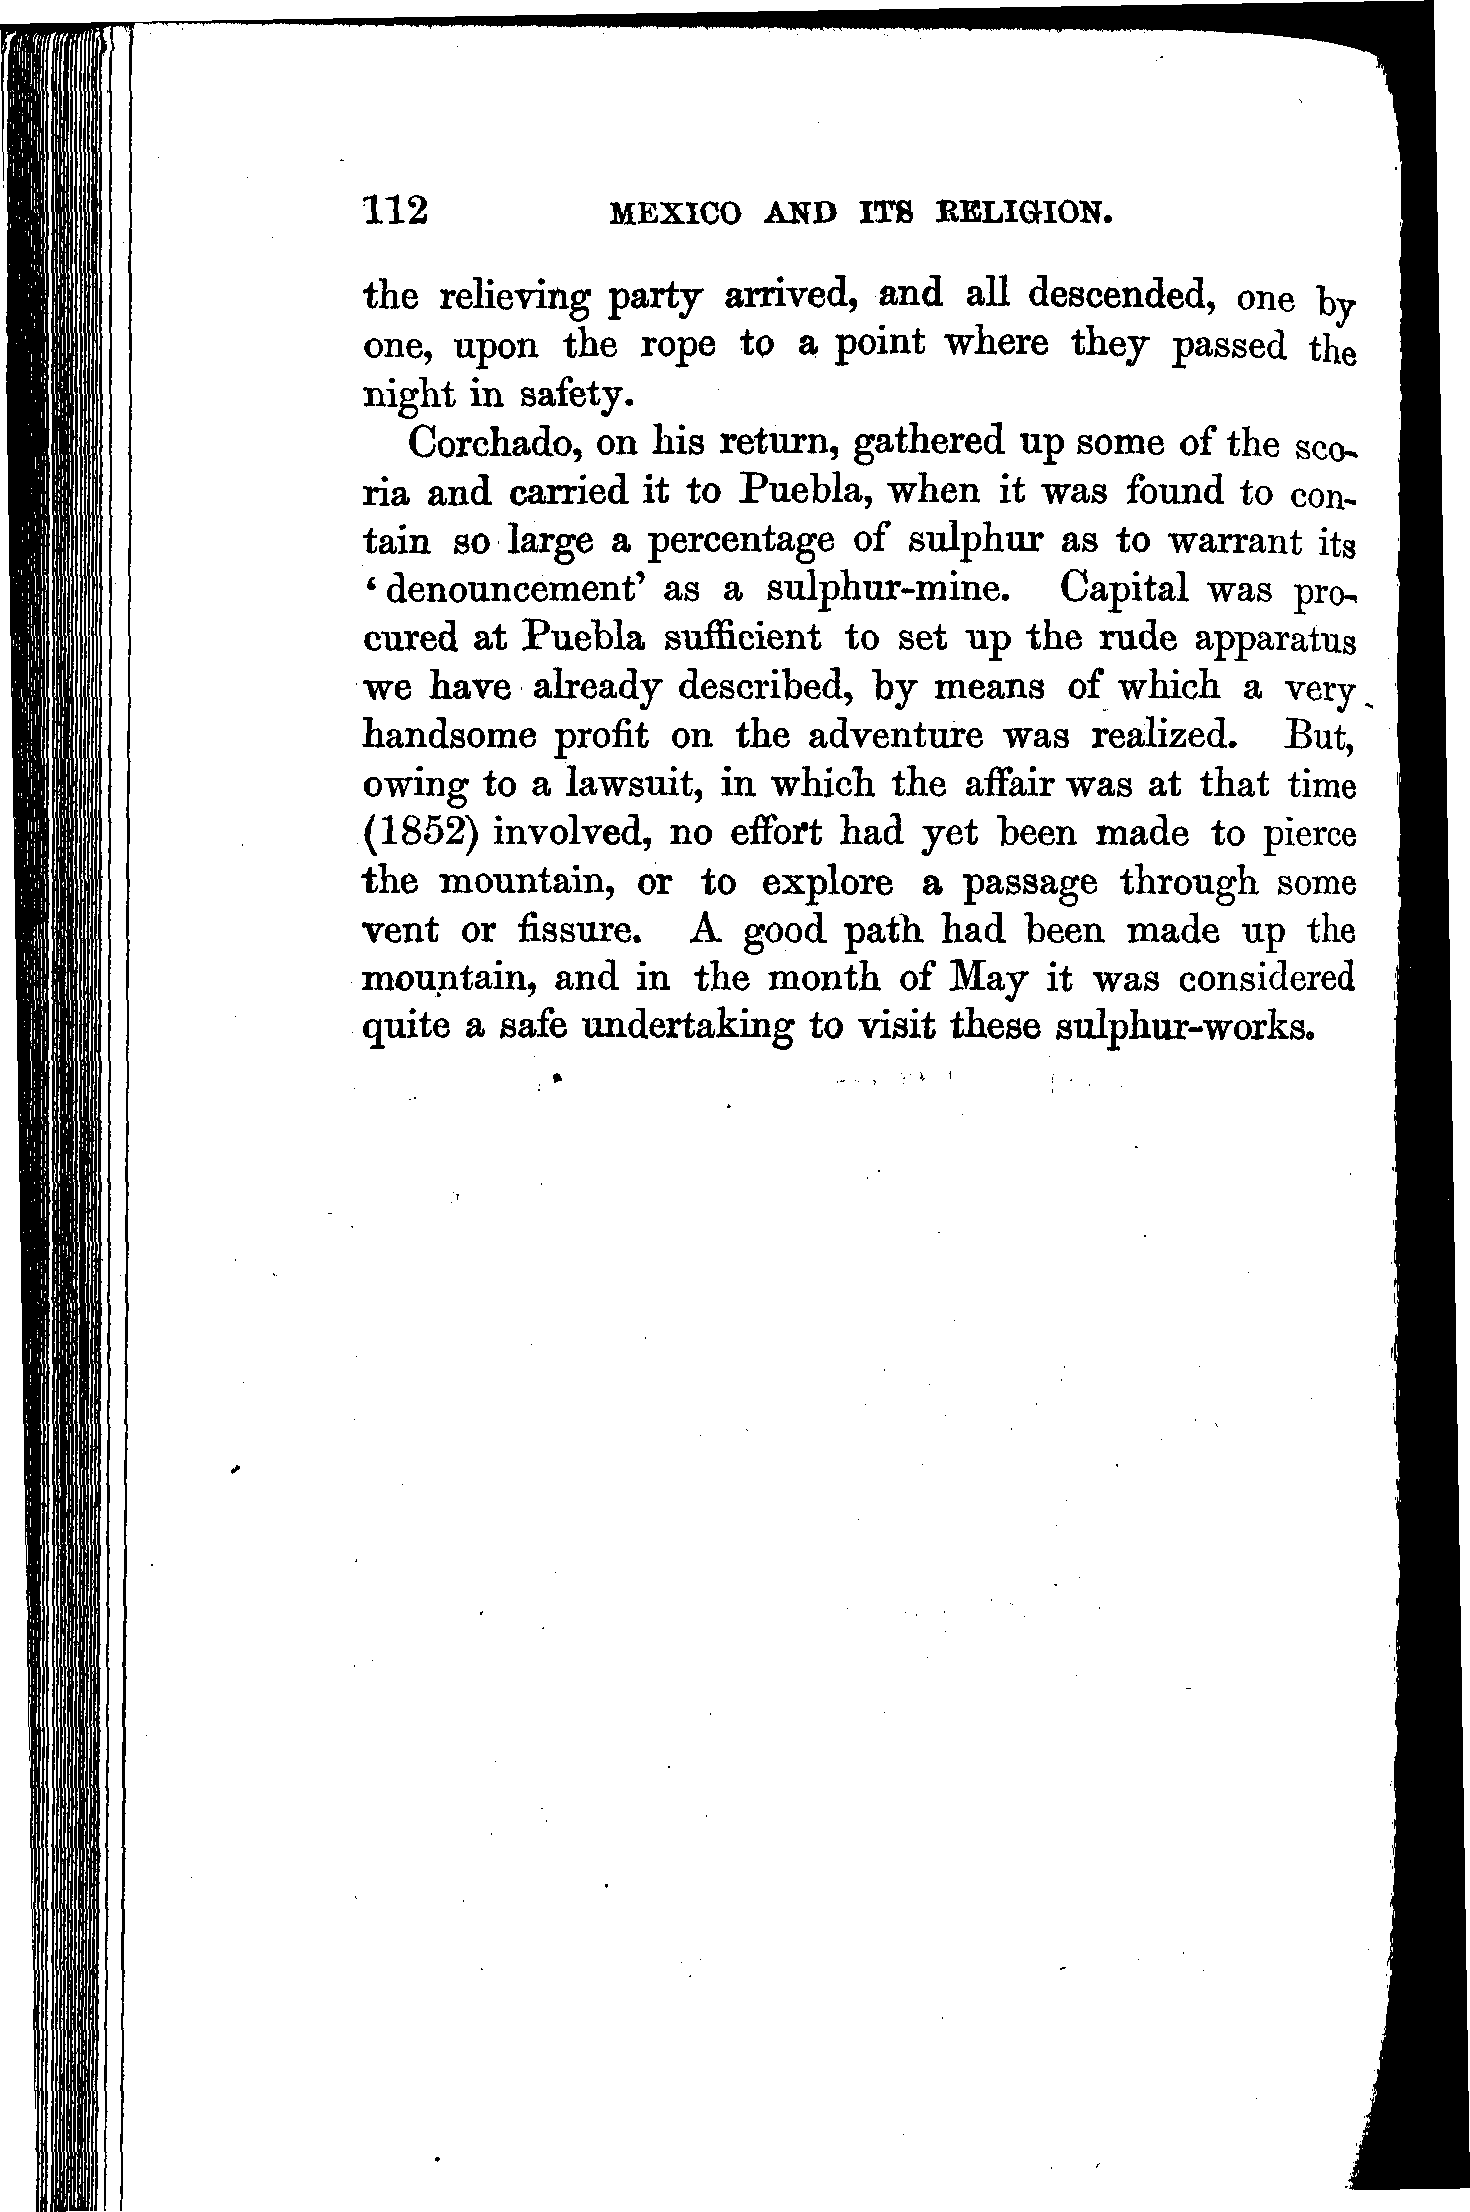 112 MEXICO AND ITS RELIGION.
the relieving party arrived, and all descended, one by
one, upon the rope to a point where they passed the
night in safety.
Corchado, on his return, gathered up some of the sco-
ria and carried it to Puebla, when it was found to con-
tain so large a percentage of sulphur as to warrant its
‘denouncement’ as a sulphur-mine. Capital was pro-
cured at Puebla sufficient to set up the rude apparatus
we have already described, by means of which a very
handsome profit on the adventure was realized. But,
owing to a lawsuit, in which the affair was at that time
(1852) involved, no effort had yet been made to pierce
the mountain, or to explore a passage through some
vent or fissure. A good path had been made up the
mountain, and in the month of May it was considered
quite a safe undertaking to visit these sulphur-works.